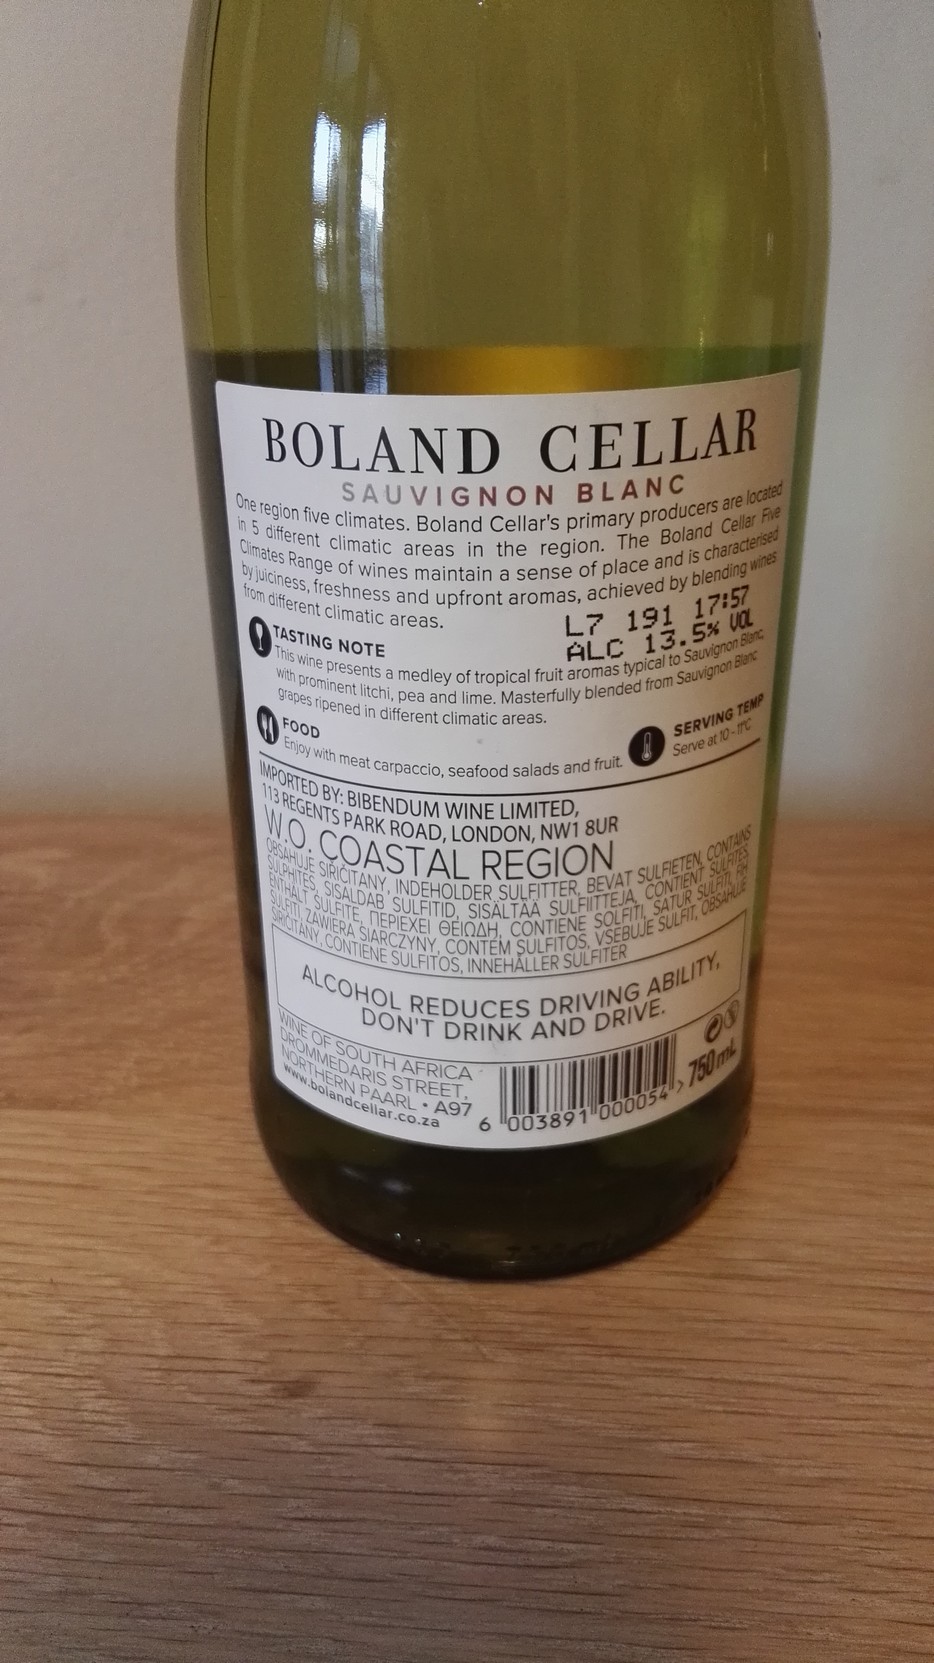 BOLAND CELLAR
SAUVIGNON BLANC
One region five climates. Boland Cellar's primary producers are located
in 5 different climatic areas in the region. The Boland Cellar Five
Climates Range of wines maintain a sense of place and is characterised
by juiciness, freshness and upfront aromas, achieved by blending wines
from different climatic areas.
L7 191 17:57
ALC 13.5% VOL
TASTING NOTE
This wine presents a medley of tropical fruit aromas typical to Sauvignon Blanc,
with prominent litchi, pea and lime. Masterfully blended from Sauvignon Blanc
grapes ripened in different climatic areas.
FOOD
Enjoy with meat carpaccio, seafood salads and fruit.
SERVING TEMP
Serve at 10 - 11°C
IMPORTED BY: BIBENDUM WINE LIMITED,
113 REGENTS PARK ROAD, LONDON, NW1 8UR
W.O. COASTAL REGION
OBSAHUJE SIŘIČITANY, INDEHOLDER SULFITTER, BEVAT SULFIETEN, CONTAINS
SULPHITES, SISALDAB SULFITID, SISÄLTÄÄ SULFIITTEJA, CONTIENT SULFITES,
ENTHÄLT SULFITE, ΠΕΡΙΕΧΕΙ ΘΕΙΩΔΗ, CONTIENE SOLFITI, SATUR SULFITI, RH
SULFITI, ZAWIERA SIARCZYNY, CONTÉM SULFITOS, VSEBUJE SULFIT, OBSAHUJE
SIRIČITANY, CONTIENE SULFITOS, INNEHÅLLER SULFITER
ALCOHOL REDUCES DRIVING ABILITY,
DON'T DRINK AND DRIVE.
WINE OF SOUTH AFRICA
DROMMEDARIS STREET,
NORTHERN PAARL • A97
www.bolandcellar.co.za
6 003891 000054 >
750 mL